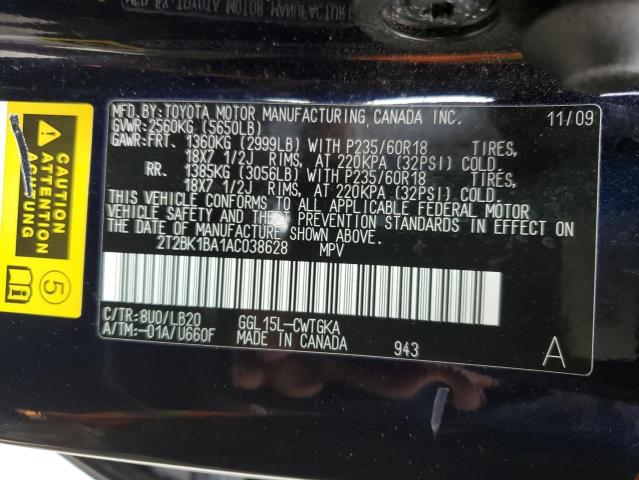 MFD. BY: TOYOTA MOTOR MANUFACTURING, CANADA INC. 11/09
GVWR: 2560KG (5650LB)
GAWR: FRT. 1360KG (2999LB) WITH P235/60R18 TIRES,
18X7 1/2J RIMS, AT 220KPA (32PSI) COLD.
RR. 1385KG (3056LB) WITH P235/60R18 TIRES,
18X7 1/2J RIMS, AT 220KPA (32PSI) COLD.
THIS VEHICLE CONFORMS TO ALL APPLICABLE FEDERAL MOTOR
VEHICLE SAFETY AND THEFT PREVENTION STANDARDS IN EFFECT ON
THE DATE OF MANUFACTURE SHOWN ABOVE.
2T2BK1BA1AC038628 MPV
C/TR: 8U0/LB20 GGL15L-CWTGKA
A/TM: -01A/U660F MADE IN CANADA 943 A
CAUTION
ATTENTION
ACHTUNG
5